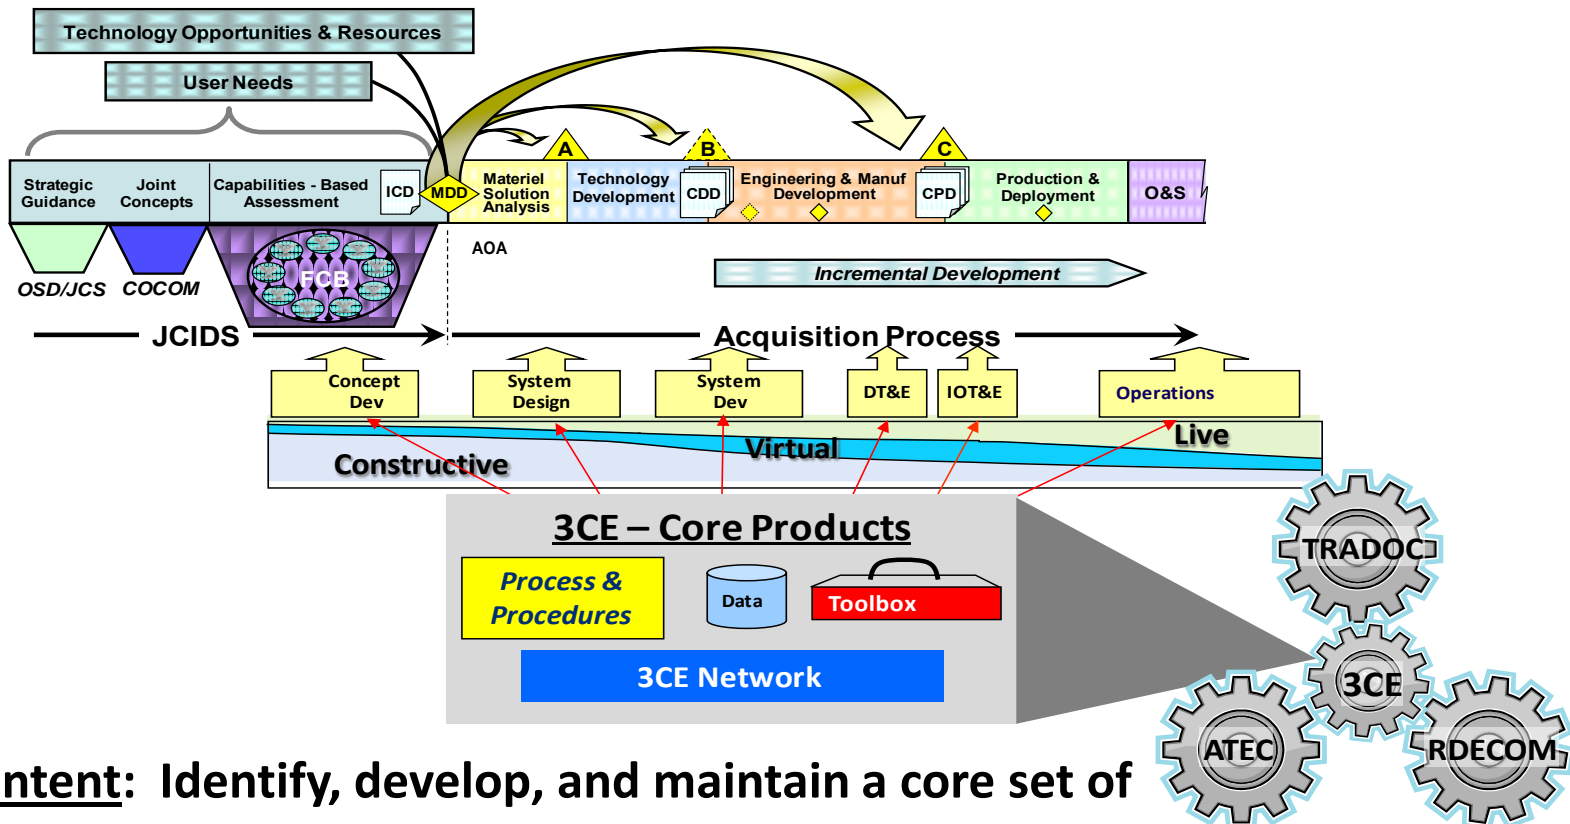 Technology Opportunities & Resources
User Needs
A
B
C
Strategic
Guidance
Joint
Concepts
Capabilities - Based
Assessment
ICD
MDD
Materiel
Solution
Analysis
Technology
Development
CDD
Engineering & Manuf
Development
CPD
Production &
Deployment
O&S
AOA
FCB
OSD/JCS
COCOM
Incremental Development
JCIDS
Acquisition Process
Concept
Dev
System
Design
System
Dev
DT&E
IOT&E
Operations
Constructive
Virtual
Live
3CE – Core Products
Process &
Procedures
Data
Toolbox
3CE Network
TRADOC
3CE
ATEC
RDECOM
ntent: Identify, develop, and maintain a core set of